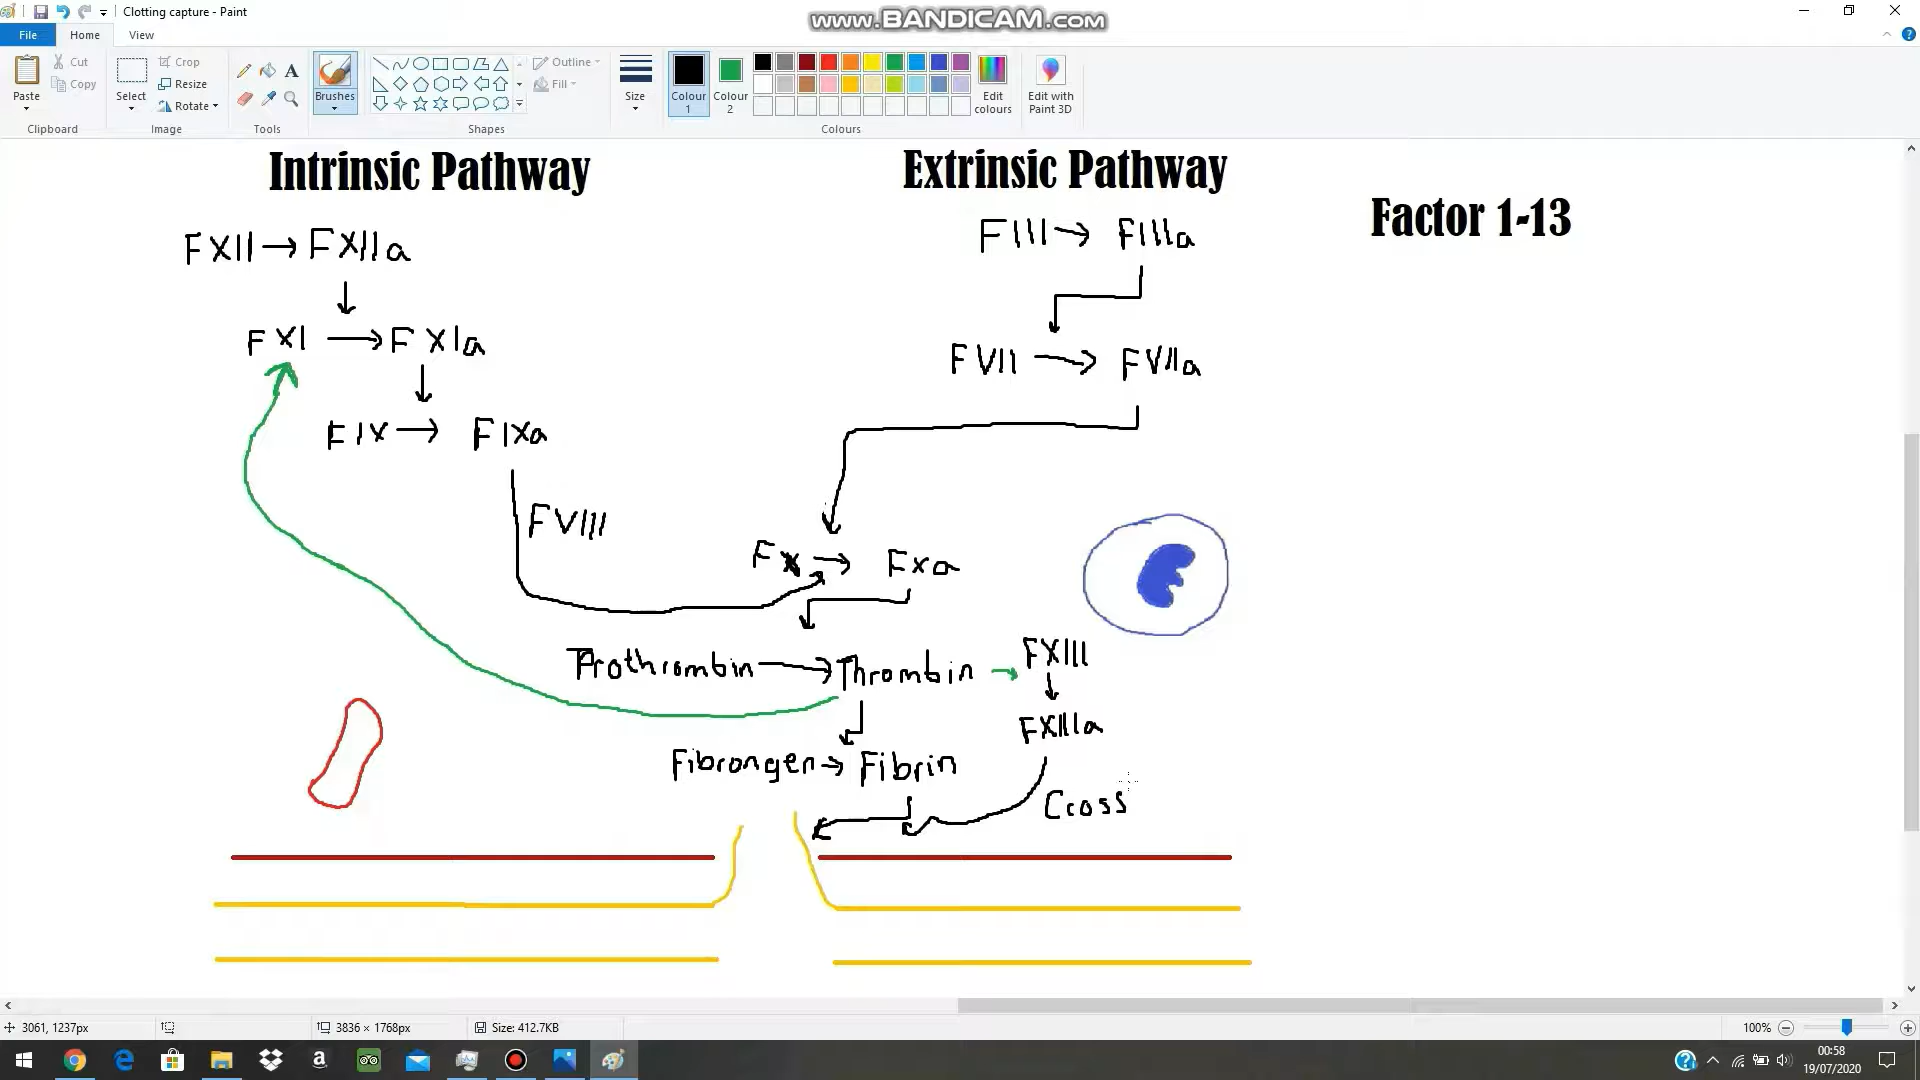 Clotting capture - Paint
www.BANDICAM.com
File Home View
Paste
Cut
Copy
Clipboard
Select
Crop
Resize
Rotate
Image
Tools
Brushes
Outline
Fill
Shapes
Size
Colour 1
Colour 2
Edit colours
Edit with Paint 3D
Colours
Intrinsic Pathway
Extrinsic Pathway
Factor 1-13
FXII → FXIIa
FIII → FIIIa
FXI → FXIa
FVII → FVIIa
FIX → FIXa
FVIII
Fx → Fxa
Prothrombin → Thrombin → FXIII
FXIIIa
Fibrongen → Fibrin
Cross
3061, 1237px
3836 × 1768px
Size: 412.7KB
100%
00:58
19/07/2020